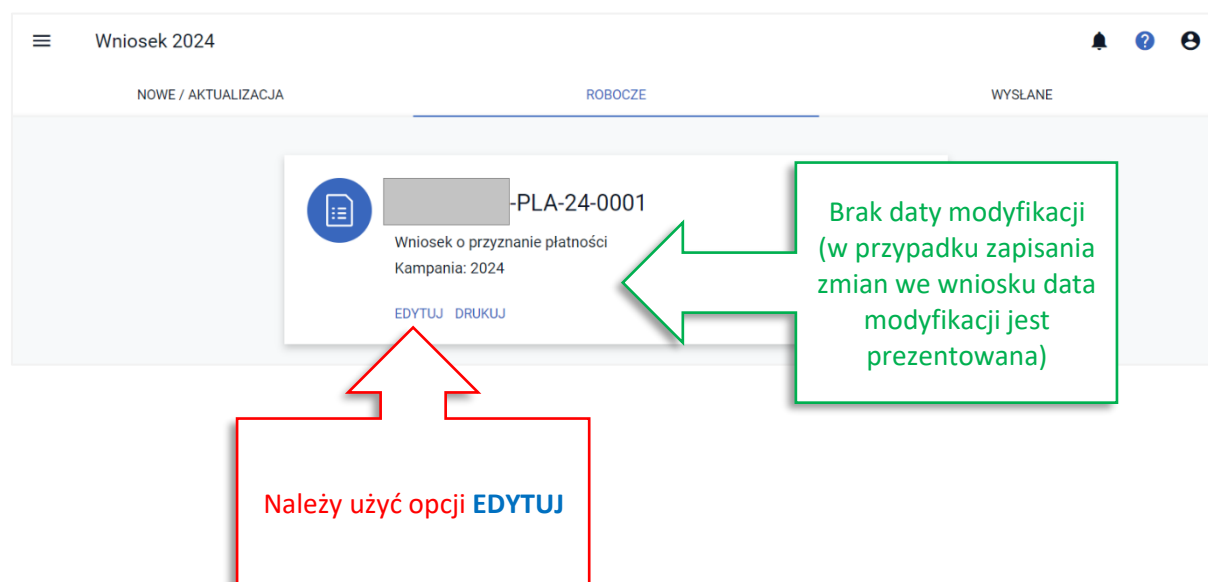 Wniosek 2024
NOWE / AKTUALIZACJA
ROBOCZE
WYSŁANE
-PLA-24-0001
Wniosek o przyznanie płatności
Kampania: 2024
EDYTUJ DRUKUJ
Brak daty modyfikacji
(w przypadku zapisania
zmian we wniosku data
modyfikacji jest
prezentowana)
Należy użyć opcji EDYTUJ